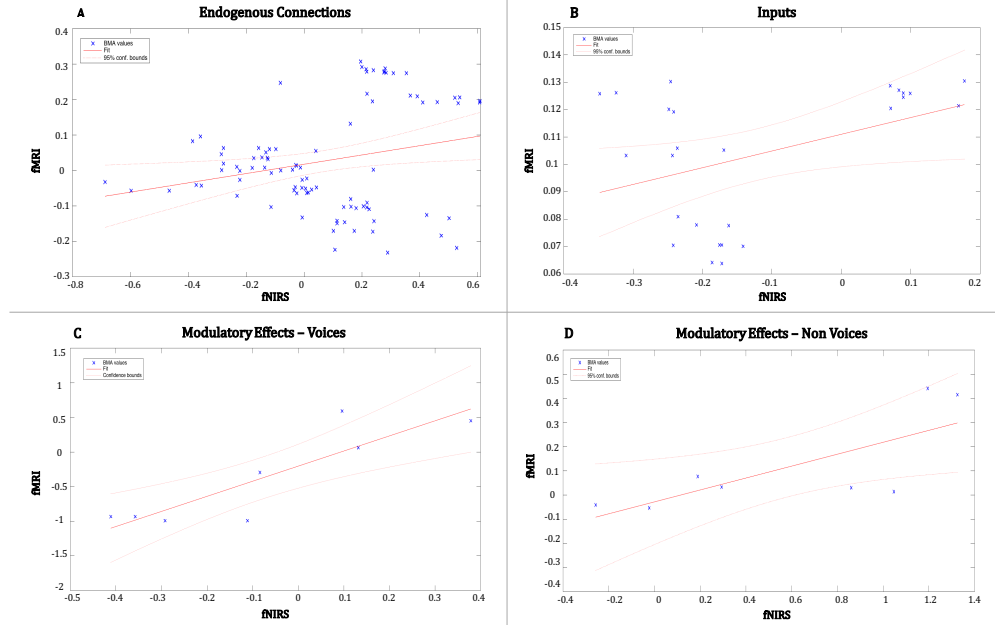 A
Endogenous Connections
BMA values
Fit
95% conf. bounds
fMRI
0.4
0.3
0.2
0.1
0
-0.1
-0.2
-0.3
-0.8
-0.6
-0.4
-0.2
0
0.2
0.4
0.6
fNIRS
B
Inputs
BMA values
Fit
95% conf. bounds
fMRI
0.15
0.14
0.13
0.12
0.11
0.1
0.09
0.08
0.07
0.06
-0.4
-0.3
-0.2
-0.1
0
0.1
0.2
fNIRS
C
Modulatory Effects – Voices
BMA values
Fit
Confidence bounds
fMRI
1.5
1
0.5
0
-0.5
-1
-1.5
-2
-0.5
-0.4
-0.3
-0.2
-0.1
0
0.1
0.2
0.3
0.4
fNIRS
D
Modulatory Effects – Non Voices
BMA values
Fit
95% conf. bounds
fMRI
0.6
0.5
0.4
0.3
0.2
0.1
0
-0.1
-0.2
-0.3
-0.4
-0.4
-0.2
0
0.2
0.4
0.6
0.8
1
1.2
1.4
fNIRS